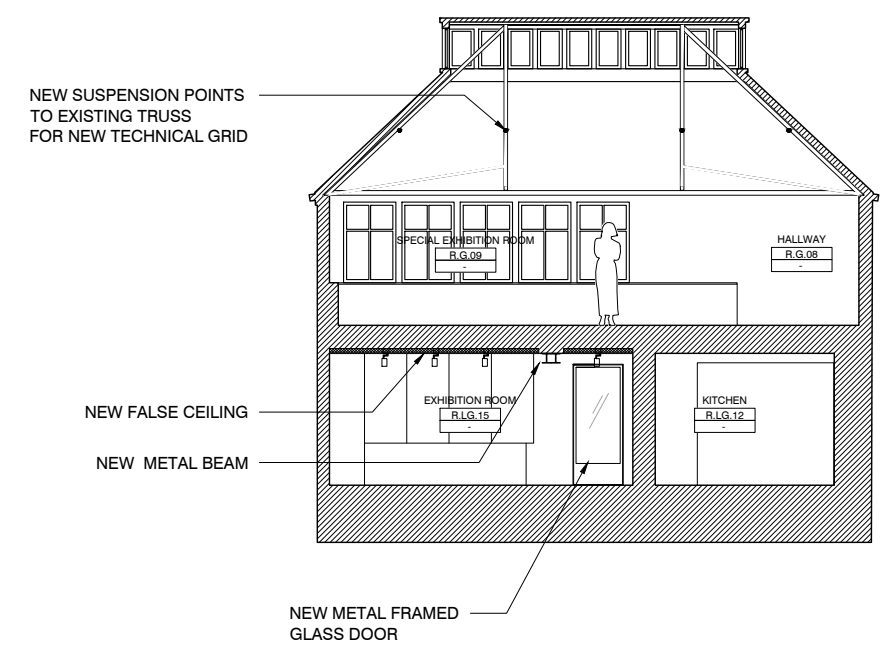 NEW SUSPENSION POINTS
TO EXISTING TRUSS
FOR NEW TECHNICAL GRID
SPECIAL EXHIBITION ROOM
R.G.09
-
HALLWAY
R.G.08
-
NEW FALSE CEILING
EXHIBITION ROOM
R.LG.15
-
KITCHEN
R.LG.12
-
NEW METAL BEAM
NEW METAL FRAMED
GLASS DOOR